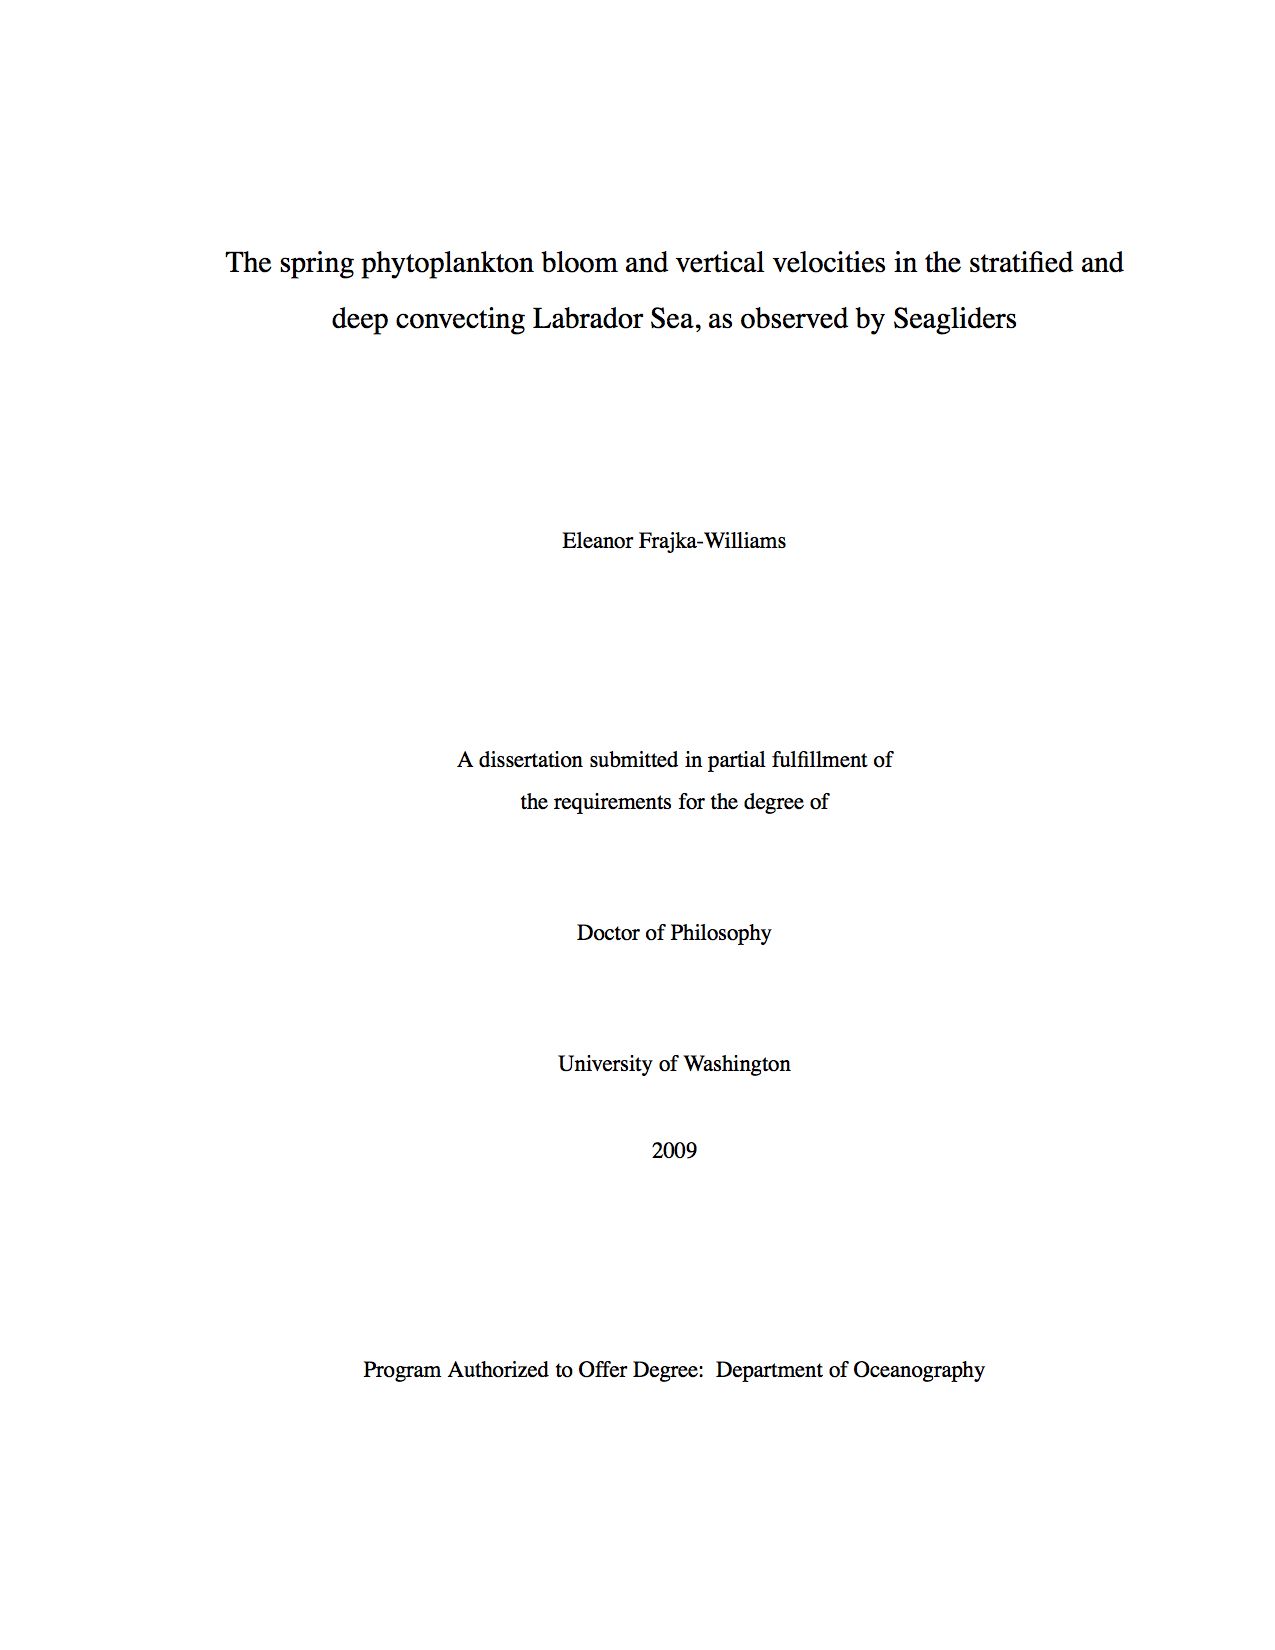 The spring phytoplankton bloom and vertical velocities in the stratified and
deep convecting Labrador Sea, as observed by Seagliders
Eleanor Frajka-Williams
A dissertation submitted in partial fulfillment of
the requirements for the degree of
Doctor of Philosophy
University of Washington
2009
Program Authorized to Offer Degree: Department of Oceanography